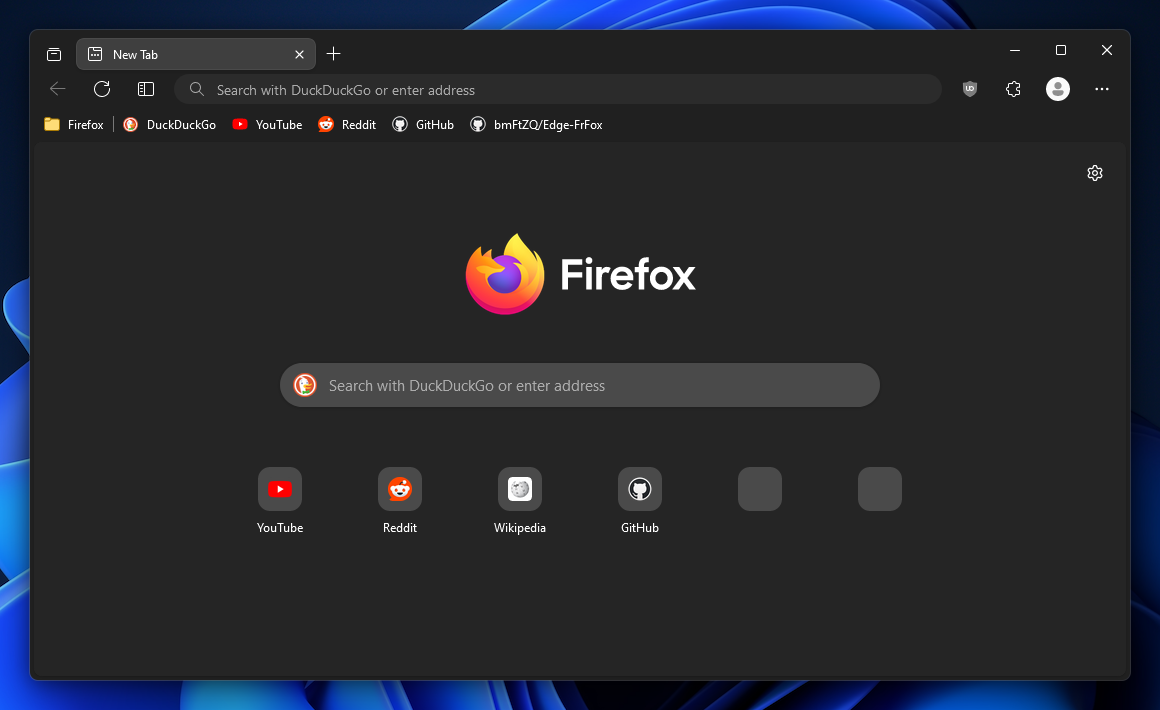 New Tab
Search with DuckDuckGo or enter address
Firefox DuckDuckGo YouTube Reddit GitHub bmFtZQ/Edge-FrFox
Firefox
Search with DuckDuckGo or enter address
YouTube Reddit Wikipedia GitHub